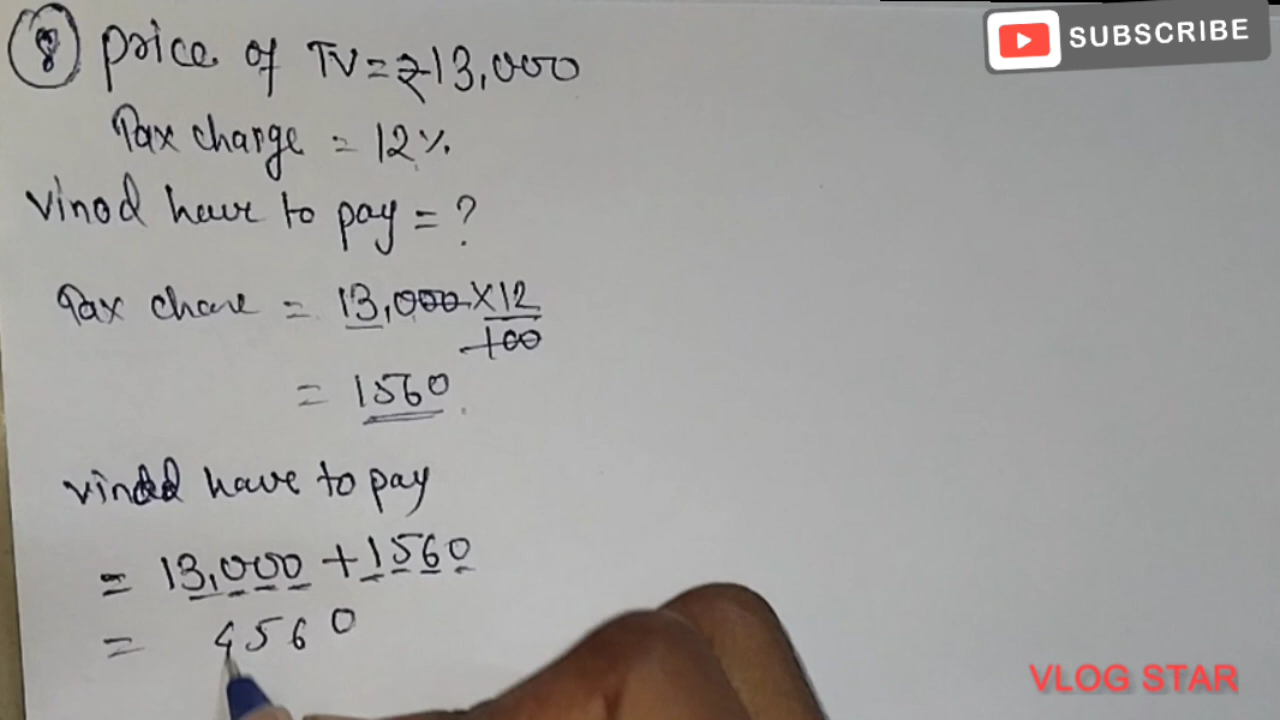 8 price of TV = ₹13,000
SUBSCRIBE
Tax charge = 12%
Vinod have to pay = ?
Tax chare = 13,000 × 12
100
= 1560
vinod have to pay
= 13,000 + 1560
= 4560
VLOG STAR